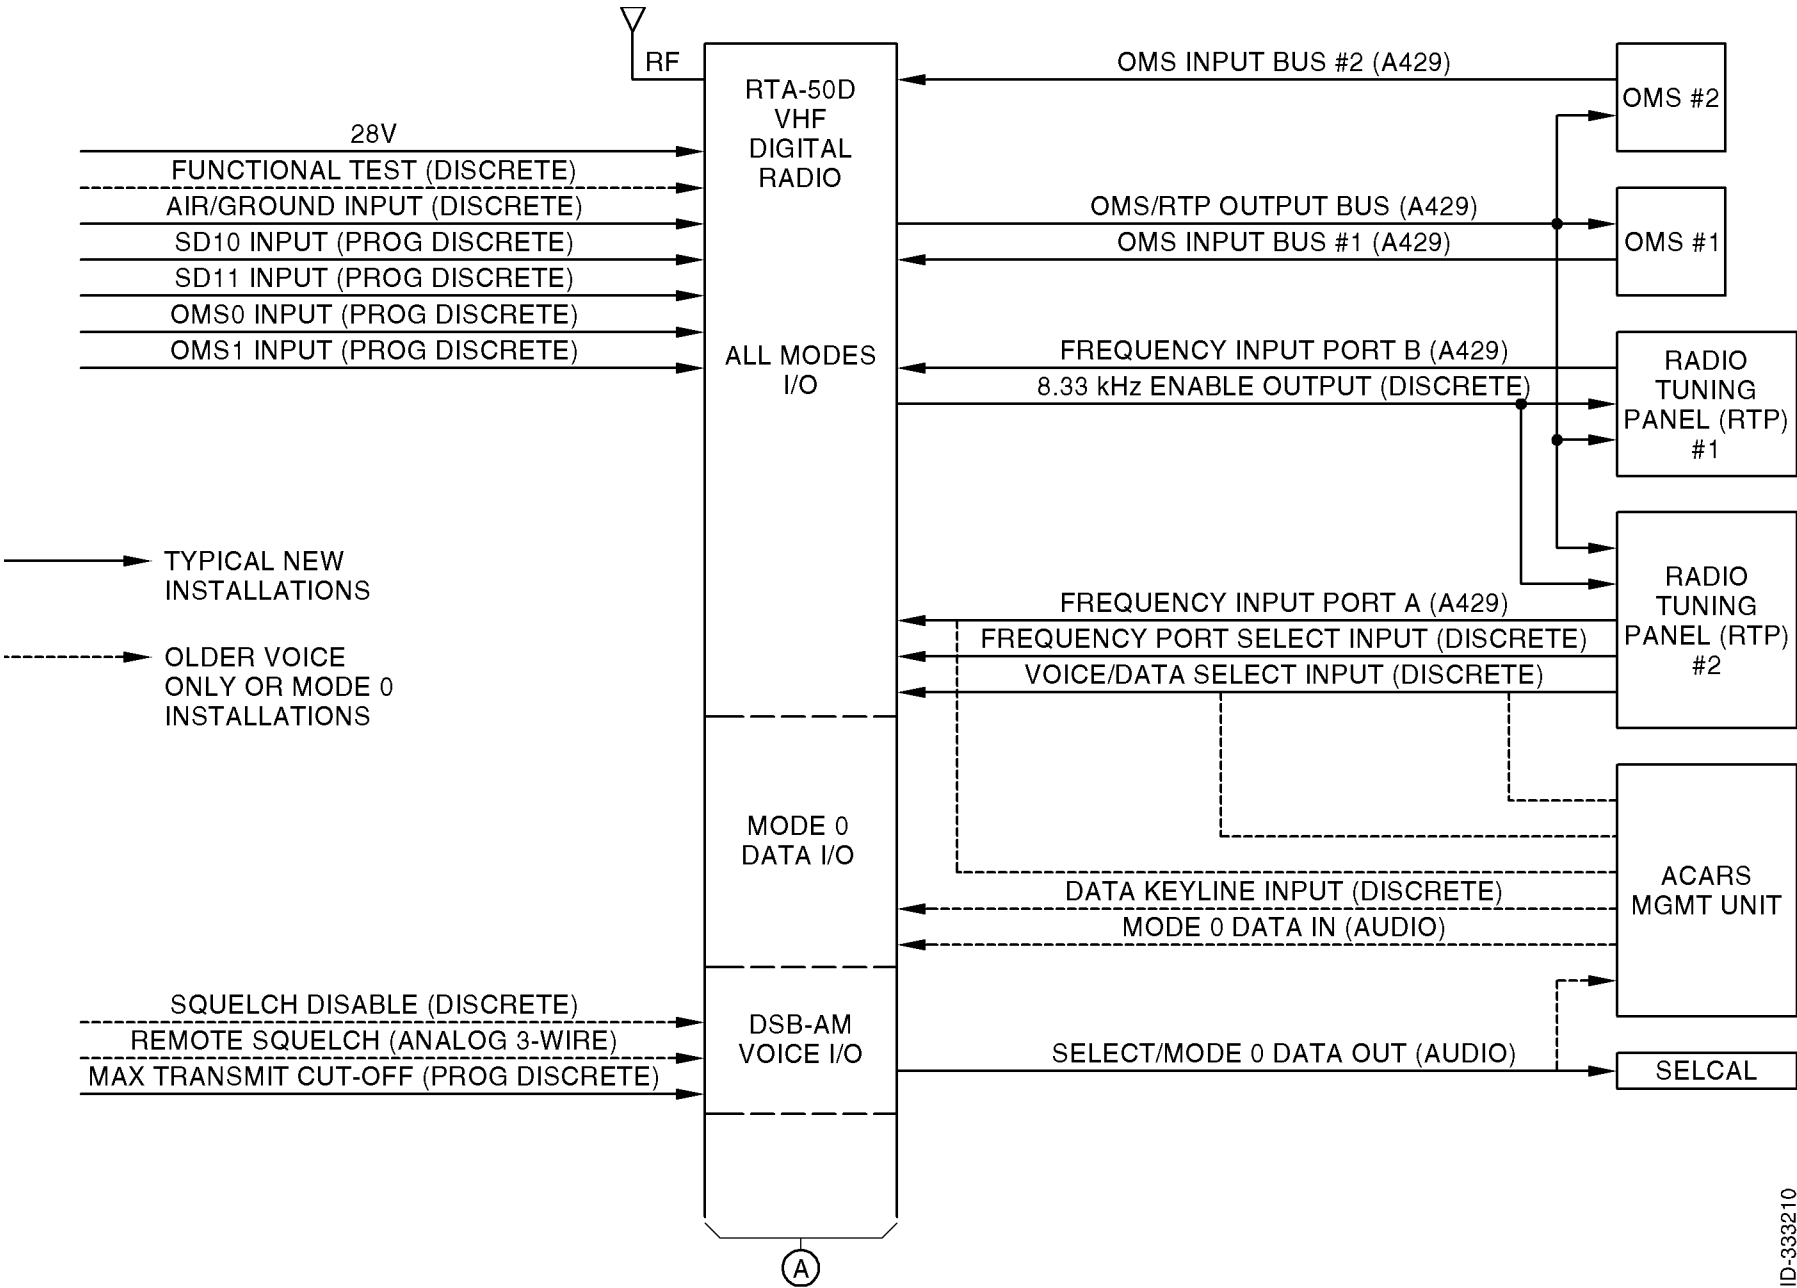 RF
RTA-50D
VHF
DIGITAL
RADIO
28V
FUNCTIONAL TEST (DISCRETE)
AIR/GROUND INPUT (DISCRETE)
SD10 INPUT (PROG DISCRETE)
SD11 INPUT (PROG DISCRETE)
OMS0 INPUT (PROG DISCRETE)
OMS1 INPUT (PROG DISCRETE)
ALL MODES
I/O
OMS INPUT BUS #2 (A429)
OMS #2
OMS/RTP OUTPUT BUS (A429)
OMS INPUT BUS #1 (A429)
OMS #1
FREQUENCY INPUT PORT B (A429)
8.33 kHz ENABLE OUTPUT (DISCRETE)
RADIO
TUNING
PANEL (RTP)
#1
TYPICAL NEW
INSTALLATIONS
OLDER VOICE
ONLY OR MODE 0
INSTALLATIONS
FREQUENCY INPUT PORT A (A429)
FREQUENCY PORT SELECT INPUT (DISCRETE)
VOICE/DATA SELECT INPUT (DISCRETE)
RADIO
TUNING
PANEL (RTP)
#2
MODE 0
DATA I/O
DATA KEYLINE INPUT (DISCRETE)
MODE 0 DATA IN (AUDIO)
ACARS
MGMT UNIT
SQUELCH DISABLE (DISCRETE)
REMOTE SQUELCH (ANALOG 3-WIRE)
MAX TRANSMIT CUT-OFF (PROG DISCRETE)
DSB-AM
VOICE I/O
SELECT/MODE 0 DATA OUT (AUDIO)
SELCAL
A
ID-333210